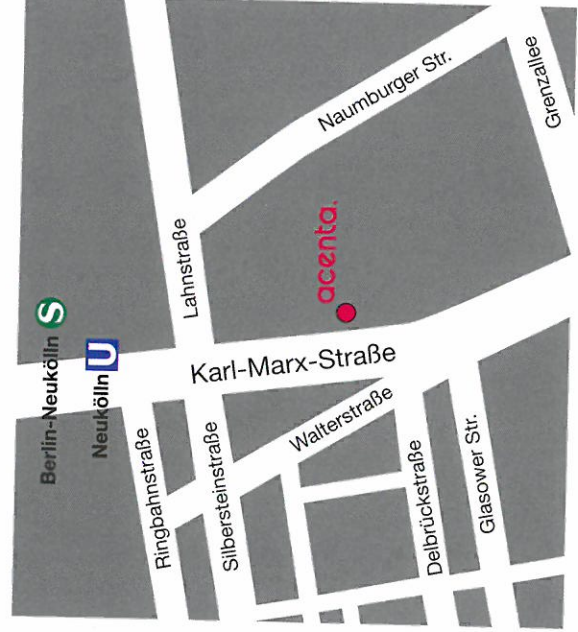 Berlin-Neukölln S
Neukölln U
Lahnstraße
Naumburger Str.
Grenzallee
acenta.
Karl-Marx-Straße
Ringbahnstraße
Silbersteinstraße
Walterstraße
Delbrückstraße
Glasower Str.